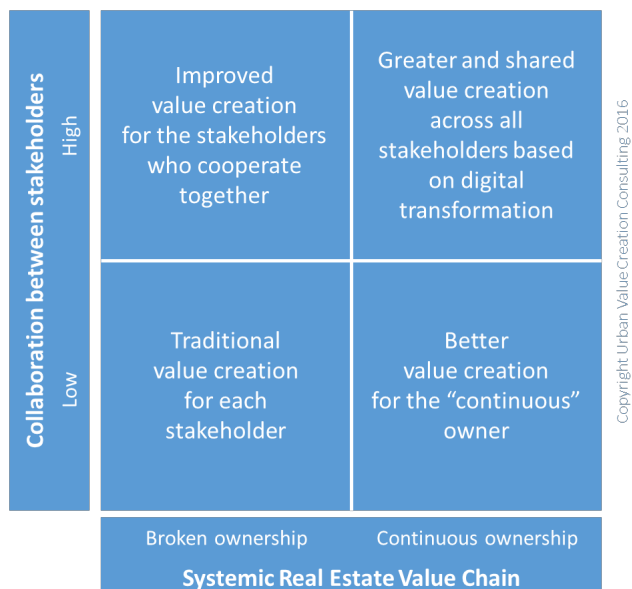 Collaboration between stakeholders
High
Improved
value creation
for the stakeholders
who cooperate
together
Greater and shared
value creation
across all
stakeholders based
on digital
transformation
Low
Traditional
value creation
for each
stakeholder
Better
value creation
for the “continuous”
owner
Broken ownership
Continuous ownership
Systemic Real Estate Value Chain
Copyright Urban Value Creation Consulting 2016